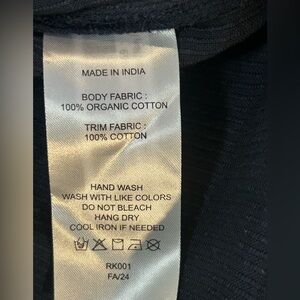 MADE IN INDIA
BODY FABRIC :
100% ORGANIC COTTON
TRIM FABRIC :
100% COTTON
HAND WASH
WASH WITH LIKE COLORS
DO NOT BLEACH
HANG DRY
COOL IRON IF NEEDED
RK001
FA/24